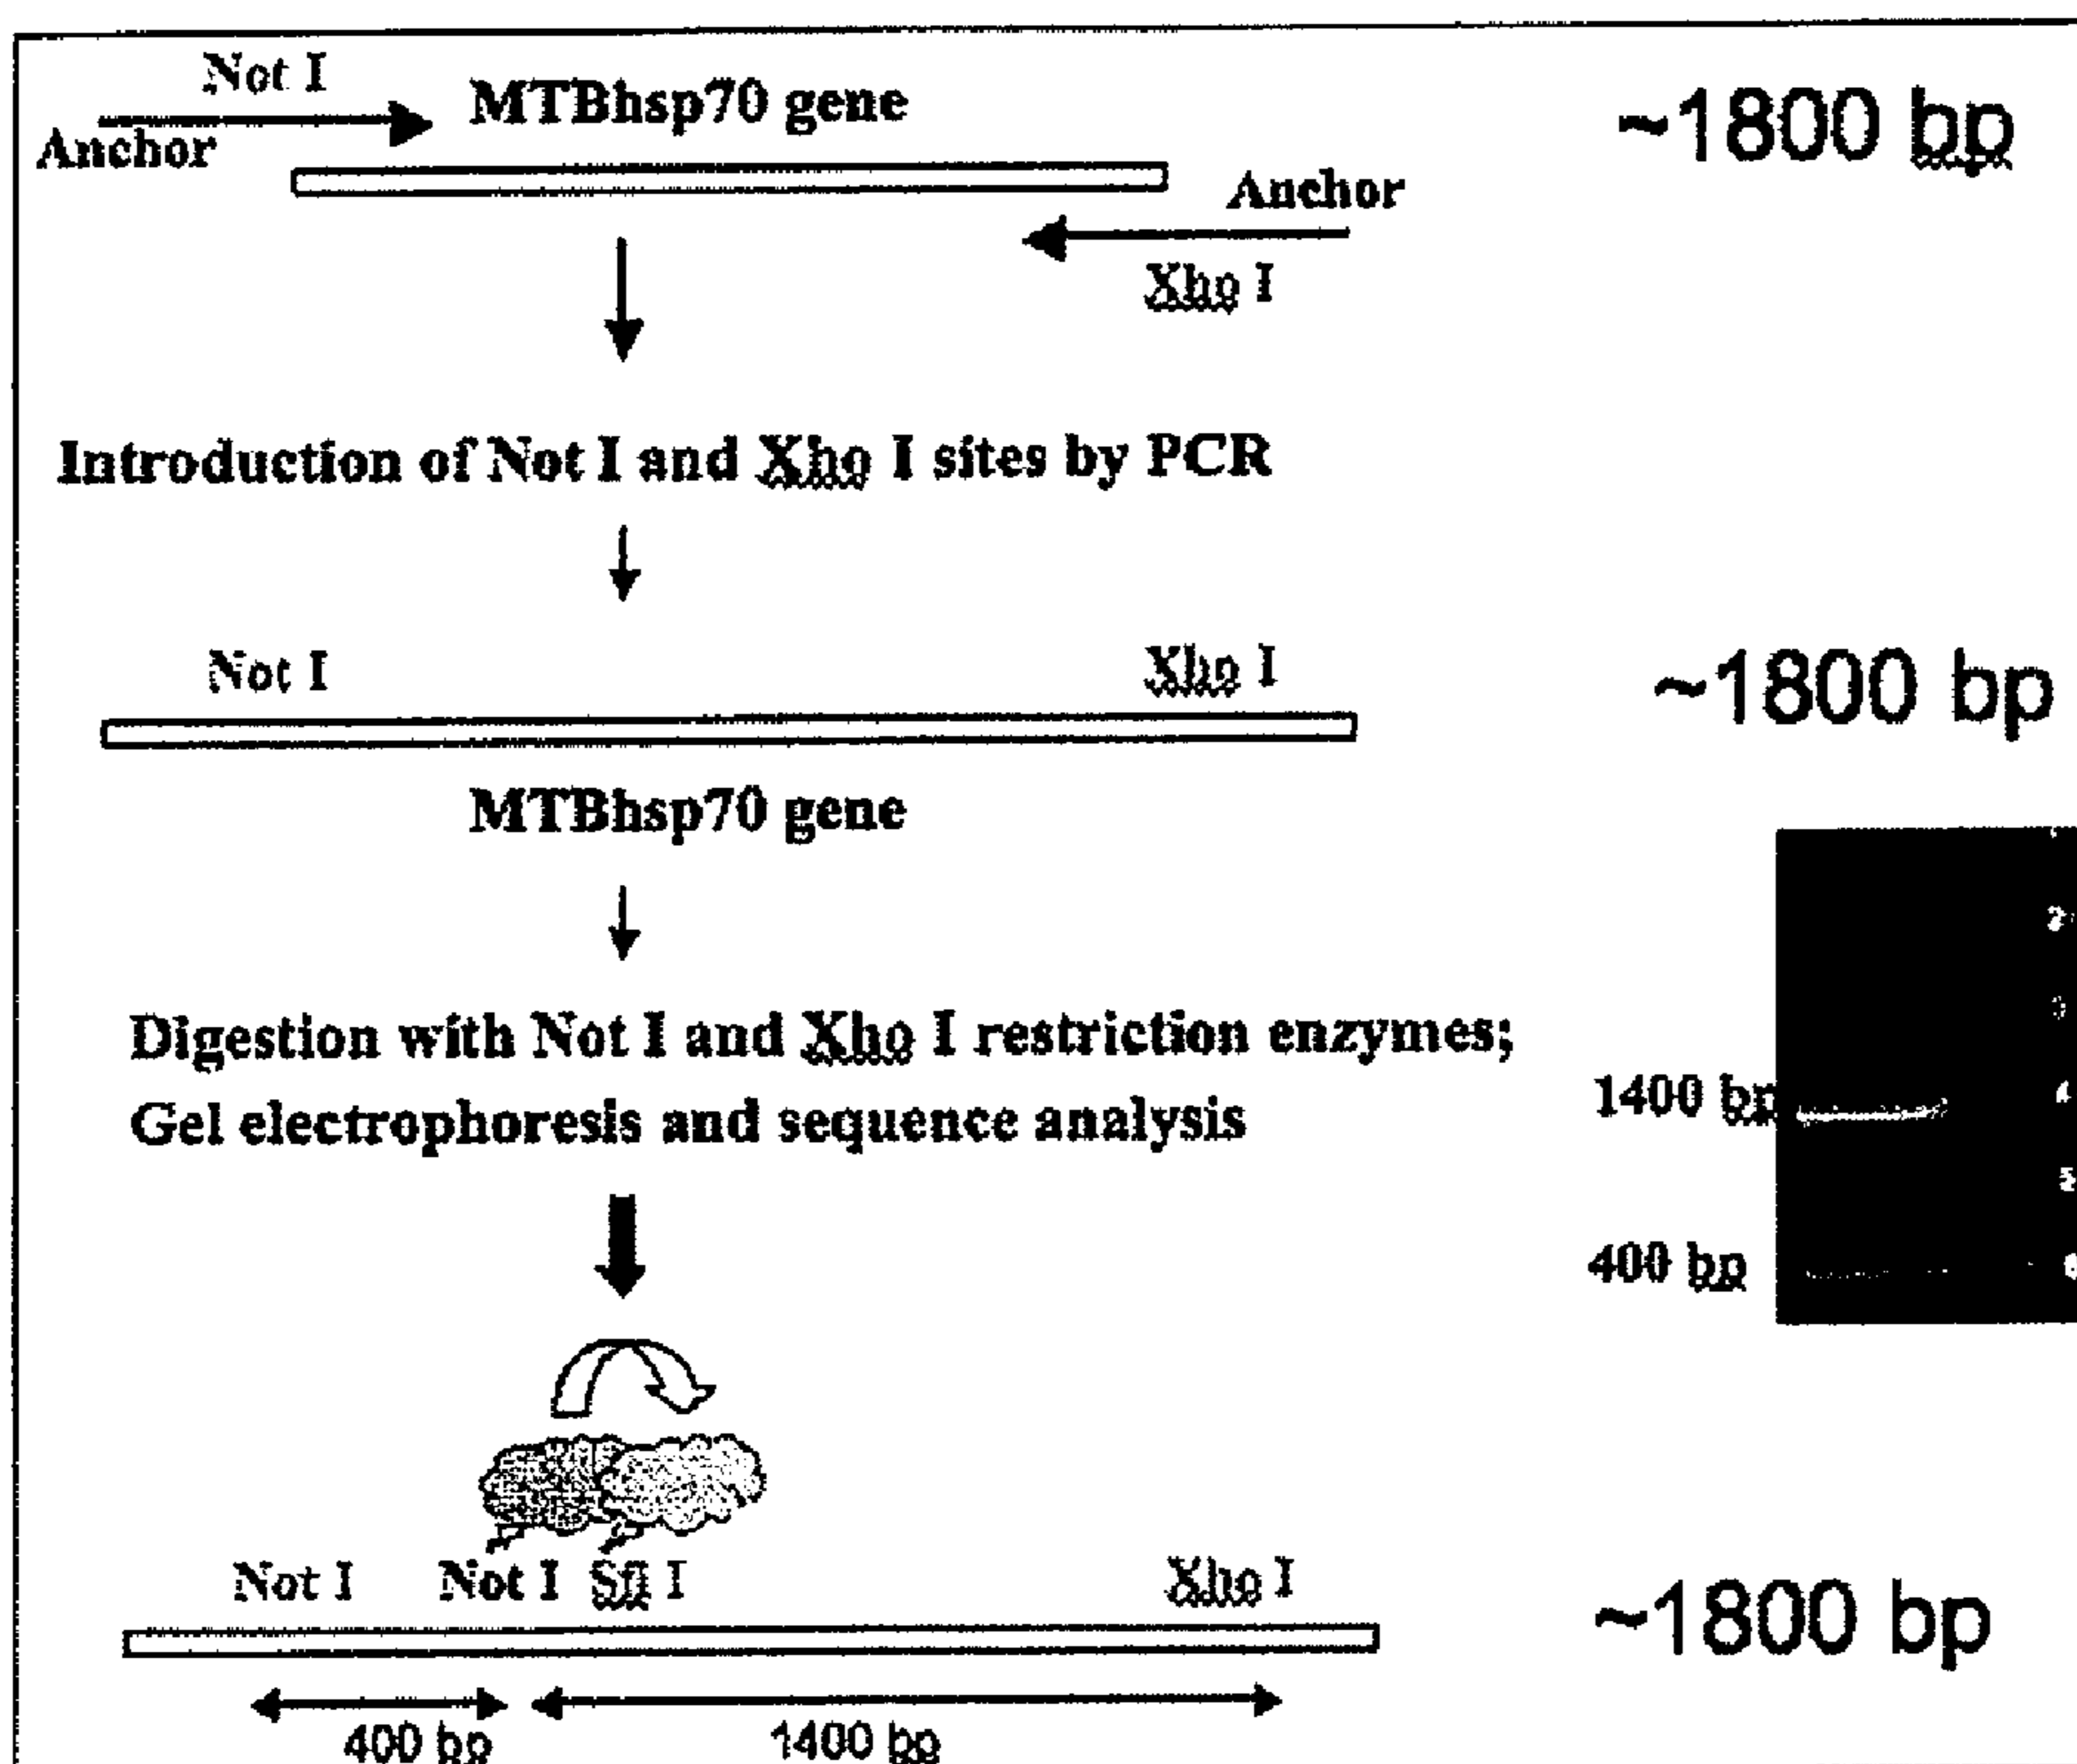 Not I
MTBhsp70 gene
~1800 bp
Anchor
Anchor
Xho I
Introduction of Not I and Xho I sites by PCR
Not I
Xho I
~1800 bp
MTBhsp70 gene
Digestion with Not I and Xho I restriction enzymes;
1400 bp
Gel electrophoresis and sequence analysis
400 bp
Not I
Not I
Sfi I
Xho I
~1800 bp
400 bp
1400 bp